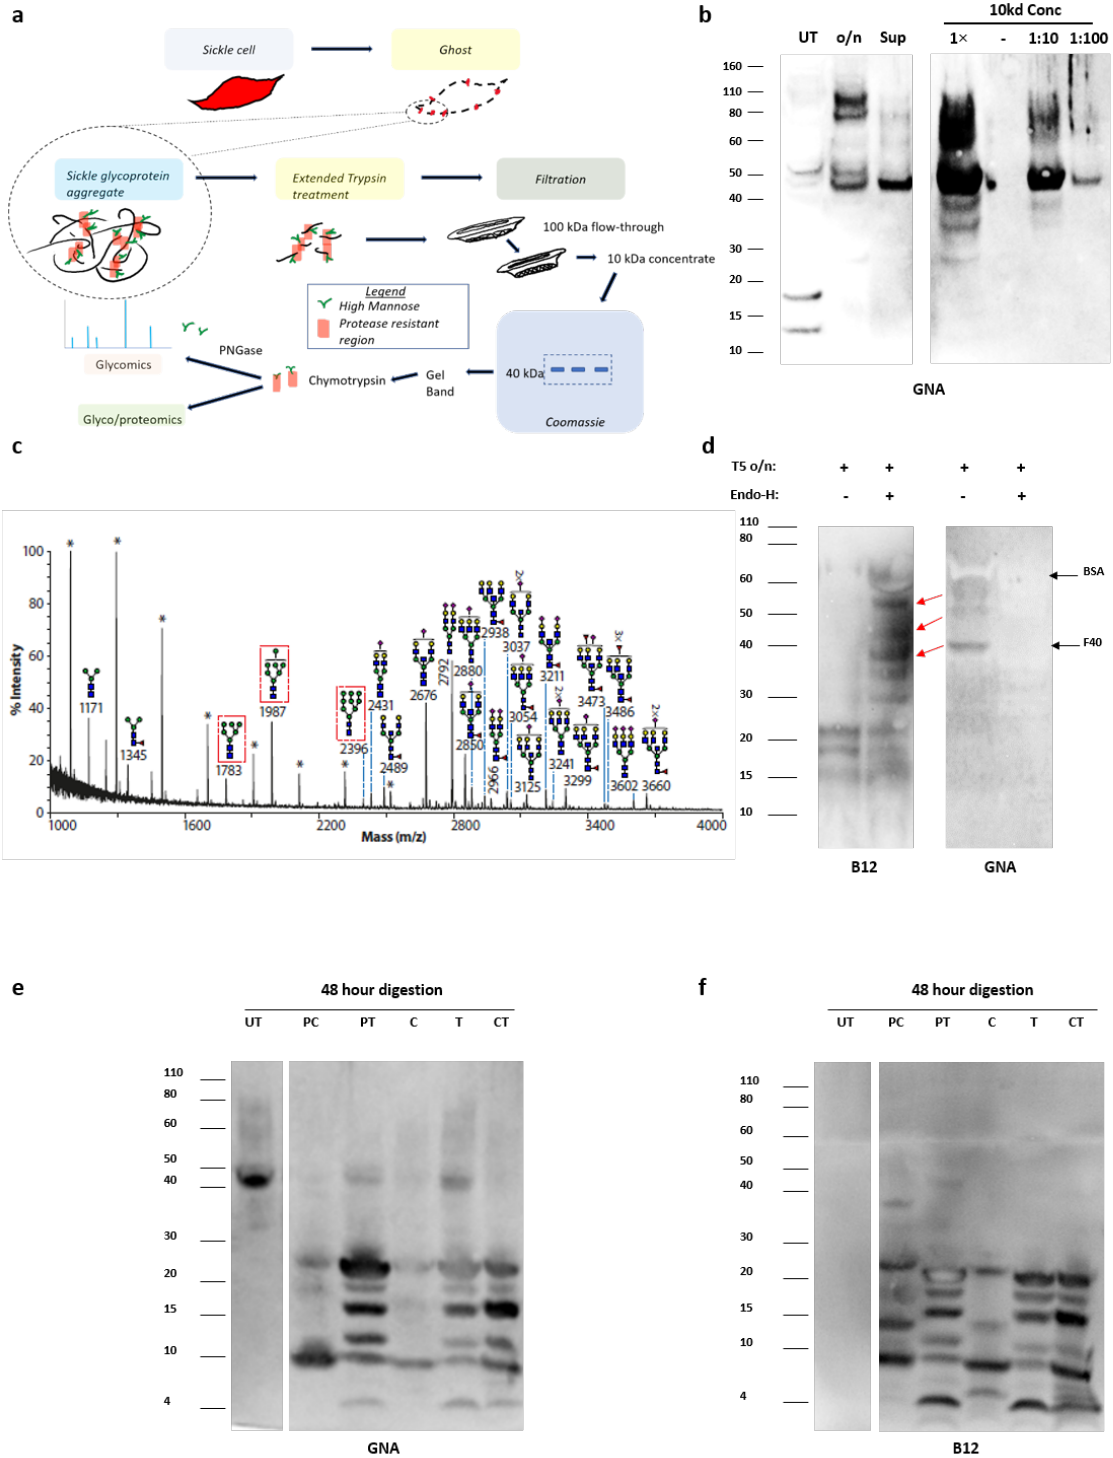 a
Sickle cell
Ghost
Sickle glycoprotein
aggregate
Extended Trypsin
treatment
Filtration
100 kDa flow-through
10 kDa concentrate
Legend
High Mannose
Protease resistant
region
PNGase
Glycomics
Chymotrypsin
Gel
Band
40 kDa
Coomassie
Glyco/proteomics
b
10kd Conc
UT o/n Sup 1× - 1:10 1:100
160
110
80
60
50
40
30
20
15
10
GNA
c
% Intensity
100
80
60
40
20
0
* * * * * * * *
1171
1345
1783
1987
2396
2431
2489
2676
2792
2880
2850
2938
2966
2×
3037
3054
3125
3211
2×
3241
3299
3473
3×
3486
3602
2×
3660
1000 1600 2200 2800 3400 4000
Mass (m/z)
d
T5 o/n: + + + +
Endo-H: - + - +
110
80
60
50
40
30
20
15
10
BSA
F40
B12 GNA
e
48 hour digestion
UT PC PT C T CT
110
80
60
50
40
30
20
15
10
4
GNA
f
48 hour digestion
UT PC PT C T CT
110
80
60
50
40
30
20
15
10
4
B12